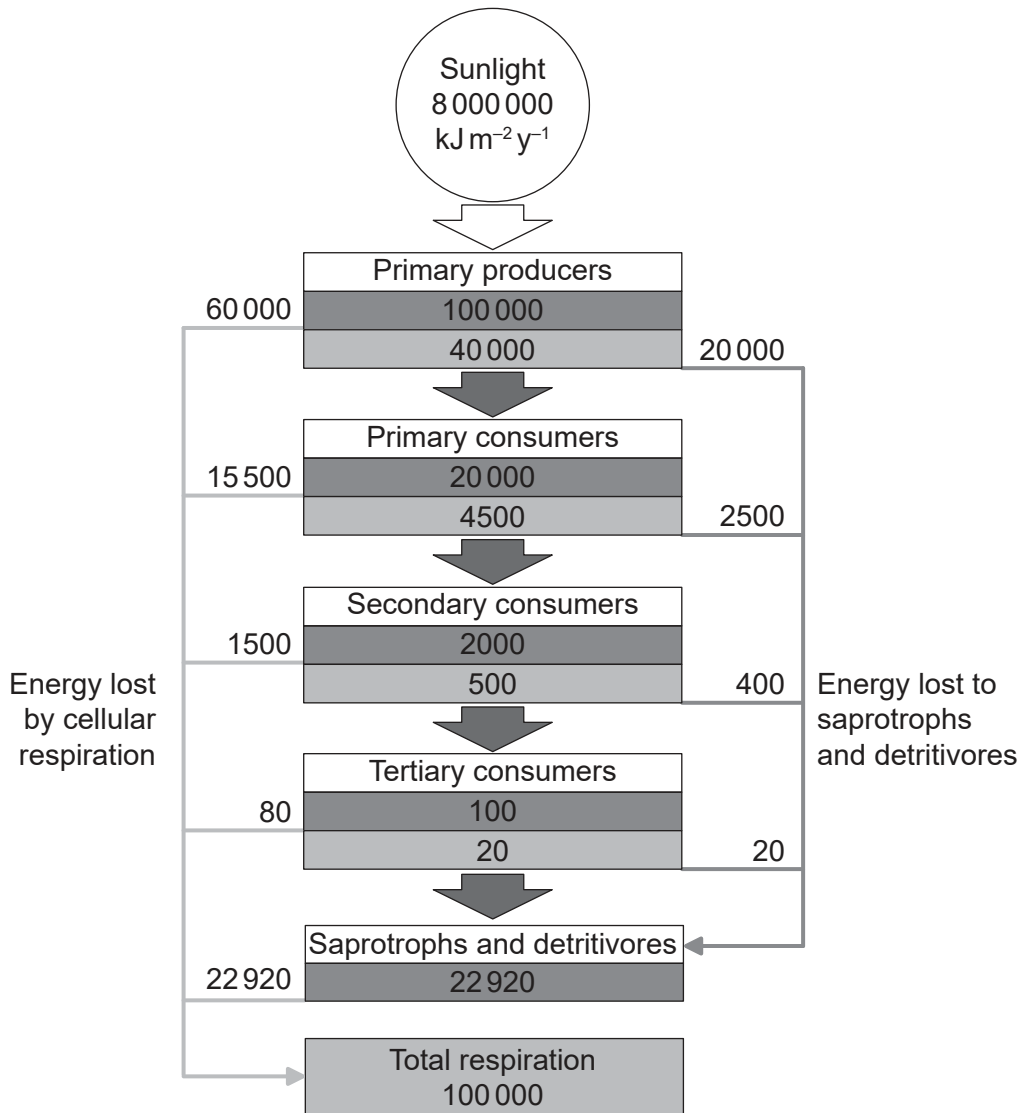 Sunlight
8 000 000
kJ m⁻² y⁻¹
Primary producers
60 000
100 000
40 000
20 000
Primary consumers
15 500
20 000
4500
2500
Secondary consumers
1500
2000
500
400
Energy lost
by cellular
respiration
Energy lost to
saprotrophs
and detritivores
Tertiary consumers
80
100
20
20
Saprotrophs and detritivores
22 920
22 920
Total respiration
100 000